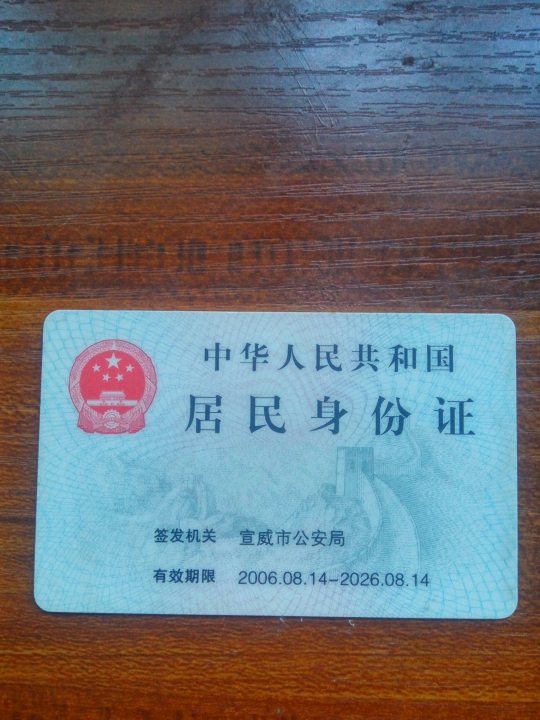 中华人民共和国
居民身份证
签发机关 宣威市公安局
有效期限 2006.08.14-2026.08.14